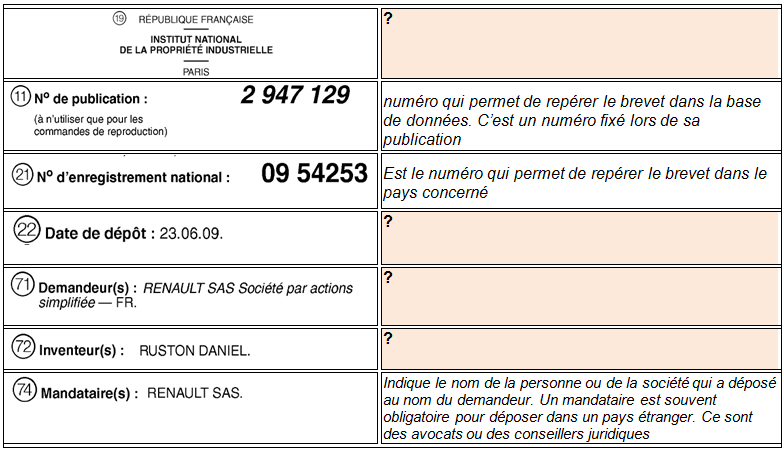 (19) RÉPUBLIQUE FRANÇAISE
INSTITUT NATIONAL
DE LA PROPRIÉTÉ INDUSTRIELLE
PARIS
?
(11) No de publication : 2 947 129
(à n'utiliser que pour les
commandes de reproduction)
numéro qui permet de repérer le brevet dans la base
de données. C'est un numéro fixé lors de sa
publication
(21) No d'enregistrement national : 09 54253
Est le numéro qui permet de repérer le brevet dans le
pays concerné
(22) Date de dépôt : 23.06.09.
?
(71) Demandeur(s) : RENAULT SAS Société par actions
simplifiée — FR.
?
(72) Inventeur(s) : RUSTON DANIEL.
?
(74) Mandataire(s) : RENAULT SAS.
Indique le nom de la personne ou de la société qui a déposé
au nom du demandeur. Un mandataire est souvent
obligatoire pour déposer dans un pays étranger. Ce sont
des avocats ou des conseillers juridiques